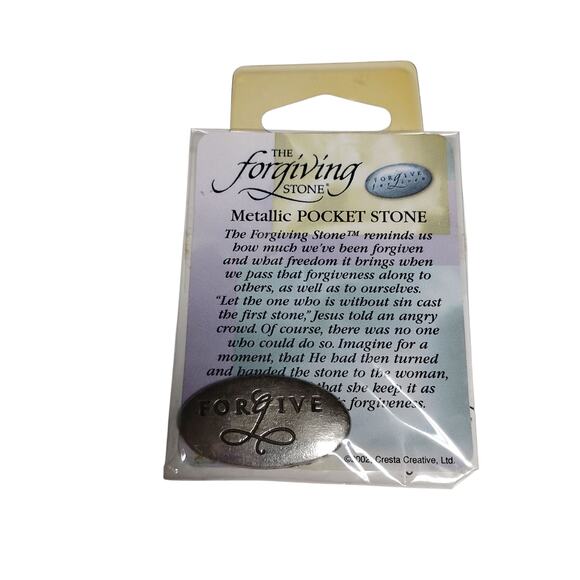 THE
forgiving
STONE®
FORGIVE
forgiven
Metallic POCKET STONE
The Forgiving Stone™ reminds us
how much we've been forgiven
and what freedom it brings when
we pass that forgiveness along to
others, as well as to ourselves.
"Let the one who is without sin cast
the first stone," Jesus told an angry
crowd. Of course, there was no one
who could do so. Imagine for a
moment, that He had then turned
and handed the stone to the woman,
that she keep it as
forgiveness.
FORgIVE
©2002, Cresta Creative, Ltd.